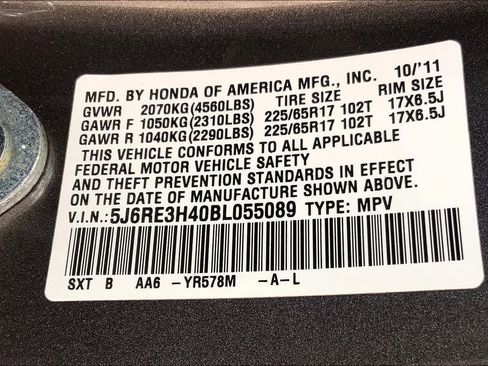 MFD. BY HONDA OF AMERICA MFG., INC. 10/'11
GVWR 2070KG(4560LBS) TIRE SIZE RIM SIZE
GAWR F 1050KG(2310LBS) 225/65R17 102T 17X6.5J
GAWR R 1040KG(2290LBS) 225/65R17 102T 17X6.5J
THIS VEHICLE CONFORMS TO ALL APPLICABLE
FEDERAL MOTOR VEHICLE SAFETY
AND THEFT PREVENTION STANDARDS IN EFFECT
ON THE DATE OF MANUFACTURE SHOWN ABOVE.
V.I.N.:5J6RE3H40BL055089 TYPE: MPV
SXT B AA6 -YR578M -A-L